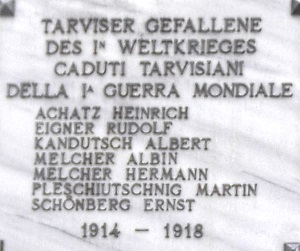 TARVISER GEFALLENE
DES Iᴺ WELTKRIEGES
CADUTI TARVISIANI
DELLA Iᴬ GUERRA MONDIALE
ACHATZ HEINRICH
EIGNER RUDOLF
KANDUTSCH ALBERT
MELCHER ALBIN
MELCHER HERMANN
PLESCHIUTSCHNIG MARTIN
SCHÖNBERG ERNST
1914 – 1918